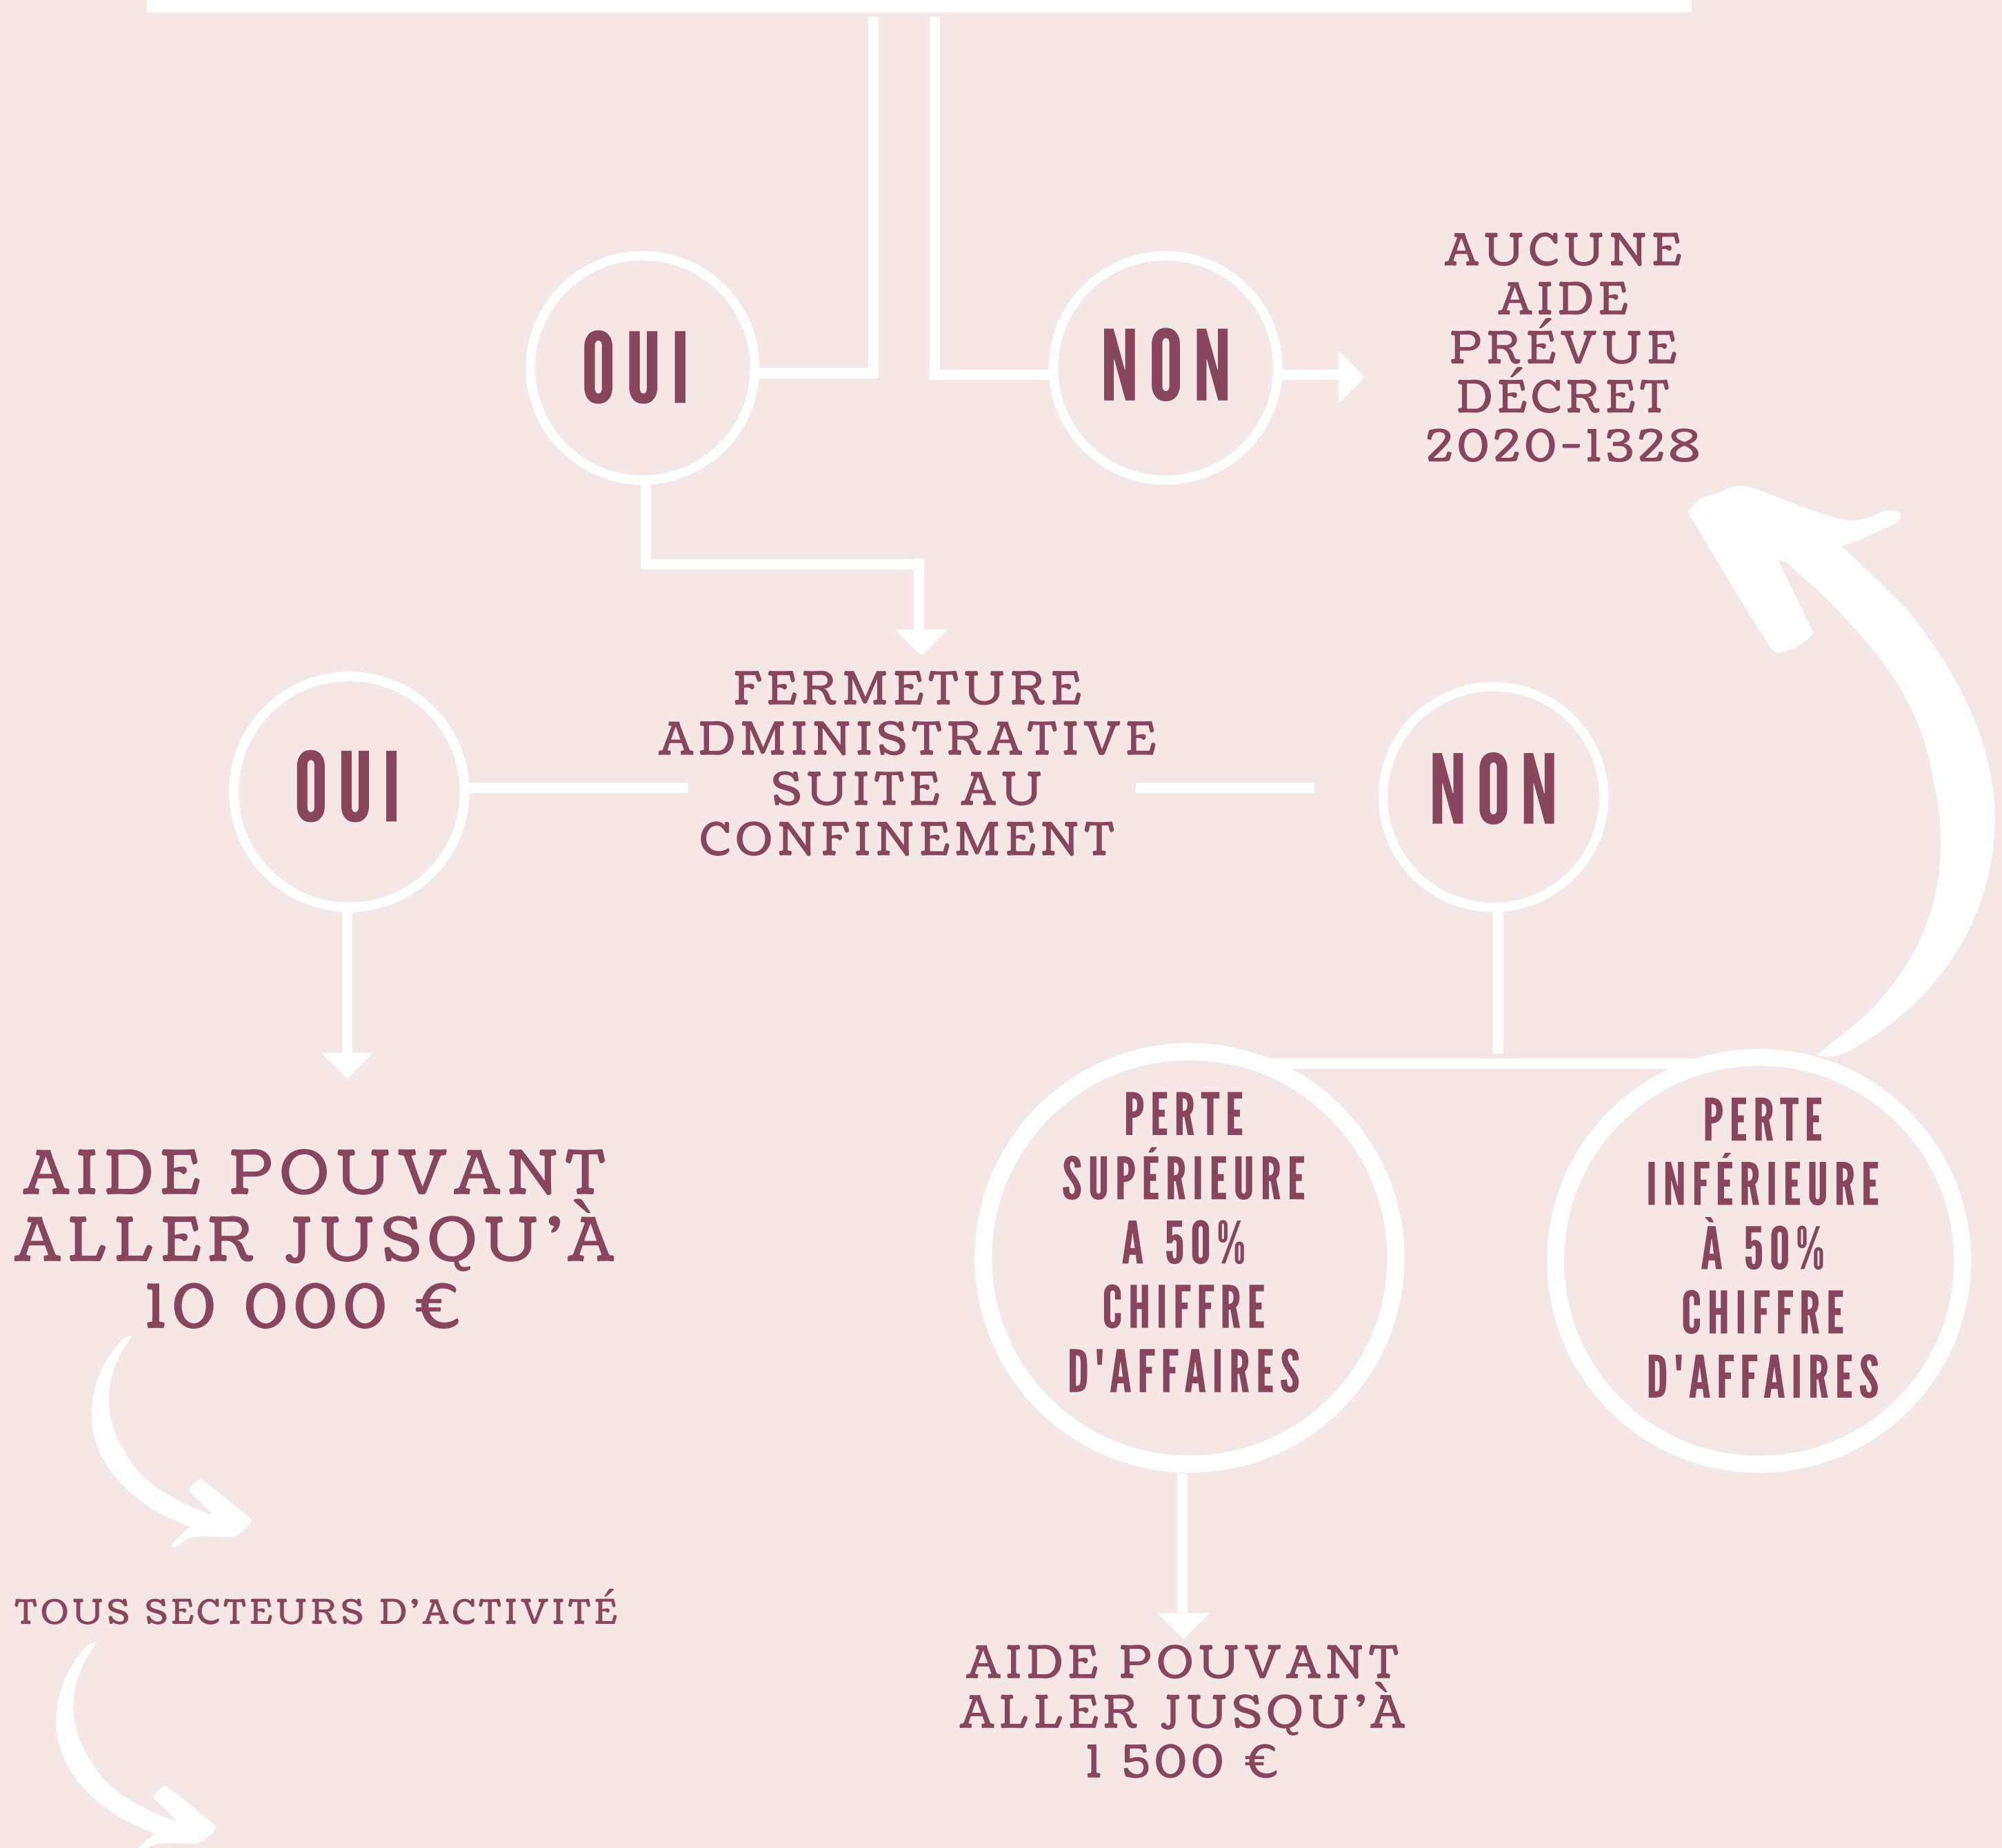 OUI
NON
AUCUNE
AIDE
PRÉVUE
DÉCRET
2020-1328
FERMETURE
ADMINISTRATIVE
SUITE AU
CONFINEMENT
OUI
NON
AIDE POUVANT
ALLER JUSQU'À
10 000 €
TOUS SECTEURS D'ACTIVITÉ
PERTE
SUPÉRIEURE
A 50%
CHIFFRE
D'AFFAIRES
PERTE
INFÉRIEURE
À 50%
CHIFFRE
D'AFFAIRES
AIDE POUVANT
ALLER JUSQU'À
1 500 €